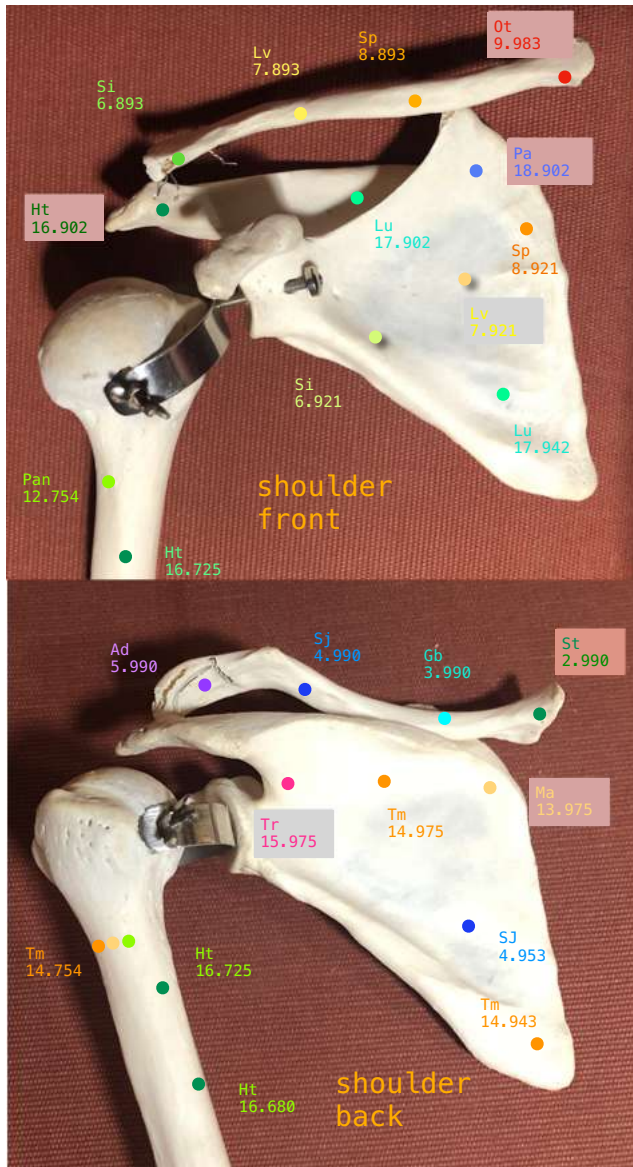 Ot
9.983
Sp
8.893
Lv
7.893
Si
6.893
Pa
18.902
Ht
16.902
Lu
17.902
Sp
8.921
Lv
7.921
Si
6.921
Lu
17.942
Pan
12.754
shoulder
front
Ht
16.725
Ad
5.990
Sj
4.990
Gb
3.990
St
2.990
Ma
13.975
Tm
14.975
Tr
15.975
SJ
4.953
Tm
14.754
Ht
16.725
Tm
14.943
shoulder
back
Ht
16.680